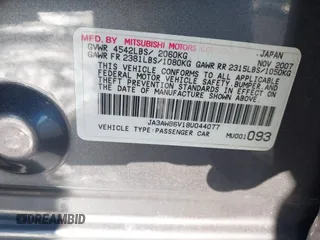 MFD. BY MITSUBISHI MOTORS JAPAN
GVWR 4542LBS/ 2060KG NOV 2007
GAWR FR 2381LBS/1080KG GAWR RR 2315LBS/1050KG
THIS VEHICLE CONFORMS TO ALL APPLICABLE
FEDERAL MOTOR VEHICLE SAFETY, BUMPER, AND
THEFT PREVENTION STANDARDS IN EFFECT ON THE
DATE OF MANUFACTURE SHOWN ABOVE.
JA3AW86V18U044077
VEHICLE TYPE:PASSENGER CAR MU001093
DREAMBID